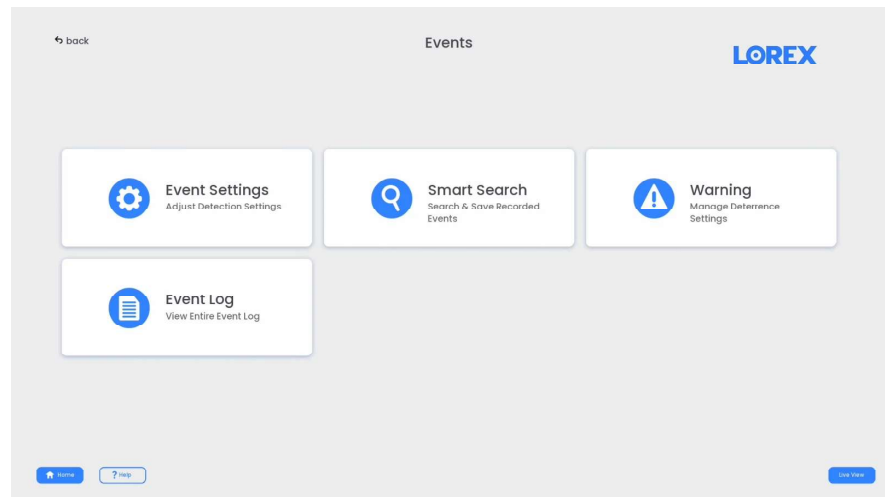 back
Events
LOREX
Event Settings
Adjust Detection Settings
Smart Search
Search & Save Recorded
Events
Warning
Manage Deterrence
Settings
Event Log
View Entire Event Log
Home
? Help
Live View